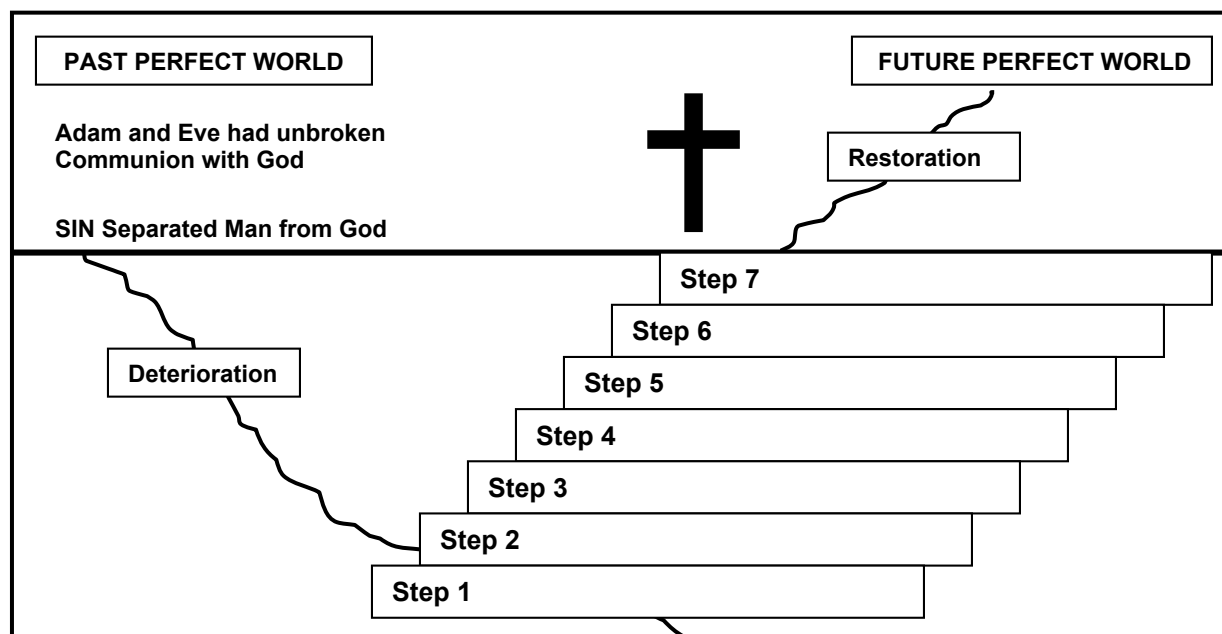 PAST PERFECT WORLD
FUTURE PERFECT WORLD
Adam and Eve had unbroken
Communion with God
Restoration
SIN Separated Man from God
Step 7
Step 6
Step 5
Deterioration
Step 4
Step 3
Step 2
Step 1